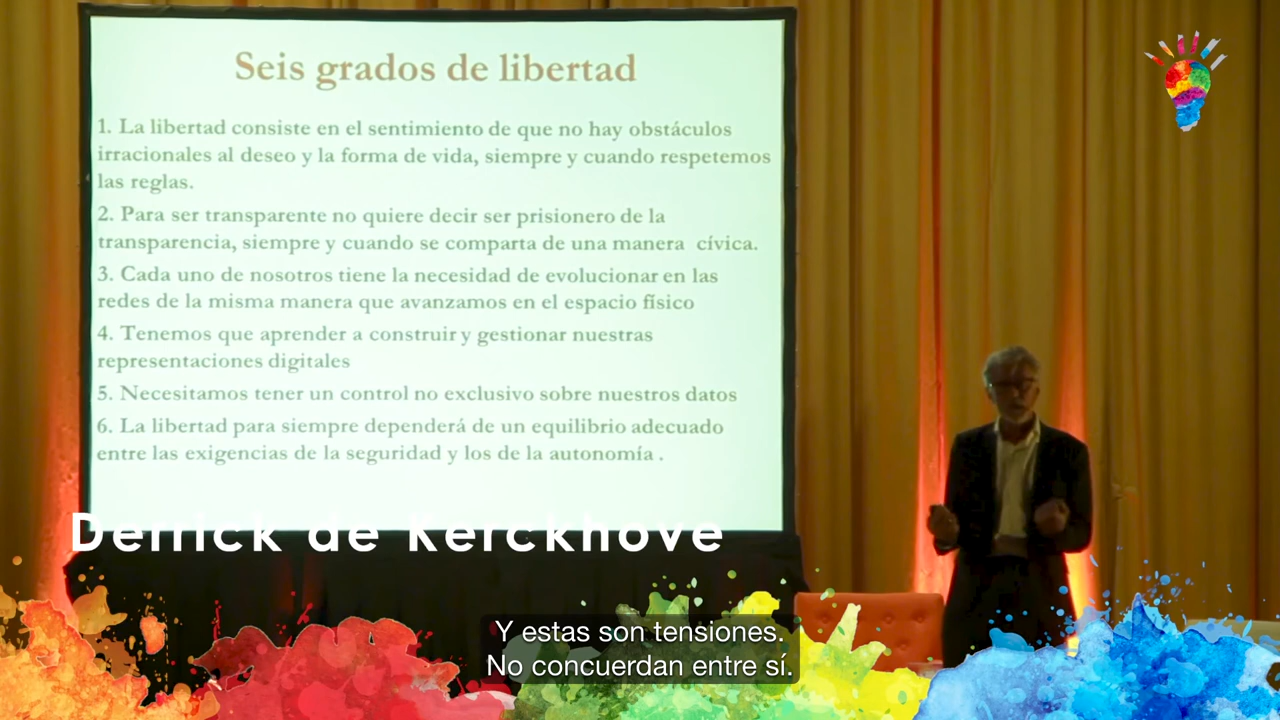 Seis grados de libertad
1. La libertad consiste en el sentimiento de que no hay obstáculos
irracionales al deseo y la forma de vida, siempre y cuando respetemos
las reglas.
2. Para ser transparente no quiere decir ser prisionero de la
transparencia, siempre y cuando se comparta de una manera cívica.
3. Cada uno de nosotros tiene la necesidad de evolucionar en las
redes de la misma manera que avanzamos en el espacio físico
4. Tenemos que aprender a construir y gestionar nuestras
representaciones digitales
5. Necesitamos tener un control no exclusivo sobre nuestros datos
6. La libertad para siempre dependerá de un equilibrio adecuado
entre las exigencias de la seguridad y los de la autonomía .
Derrick de Kerckhove
Y estas son tensiones.
No concuerdan entre sí.